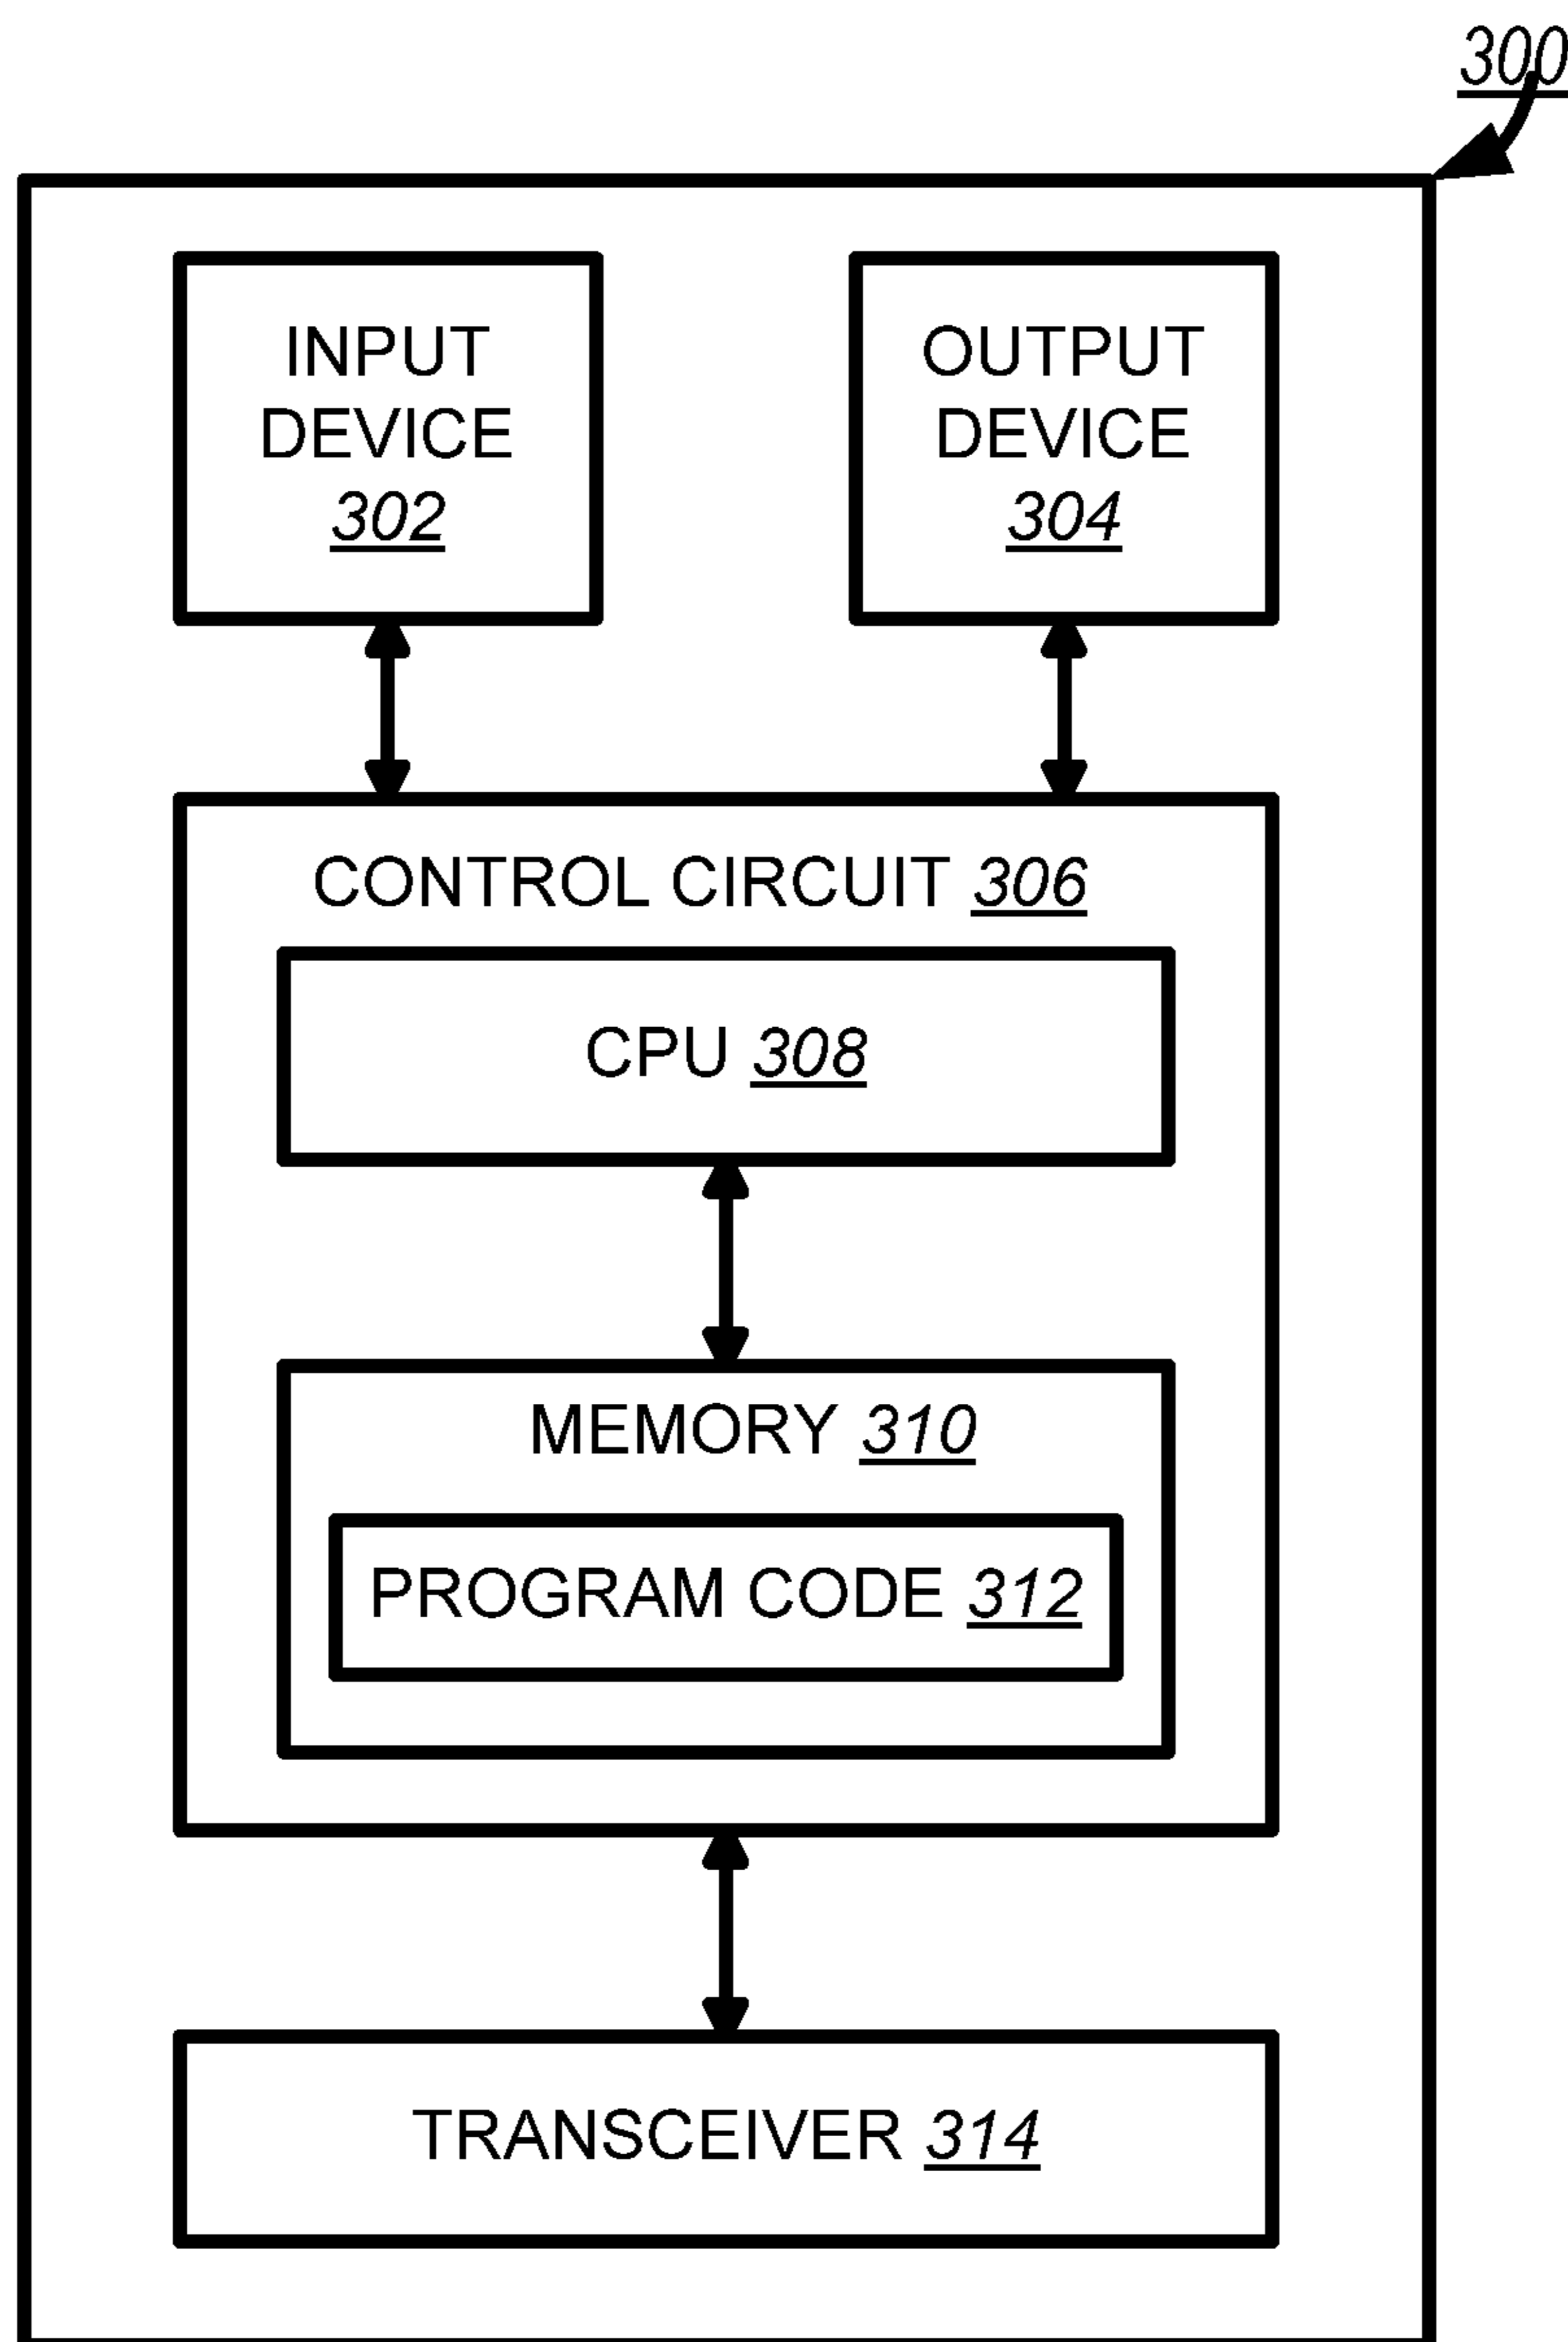 300
INPUT
DEVICE
302
OUTPUT
DEVICE
304
CONTROL CIRCUIT 306
CPU 308
MEMORY 310
PROGRAM CODE 312
TRANSCEIVER 314